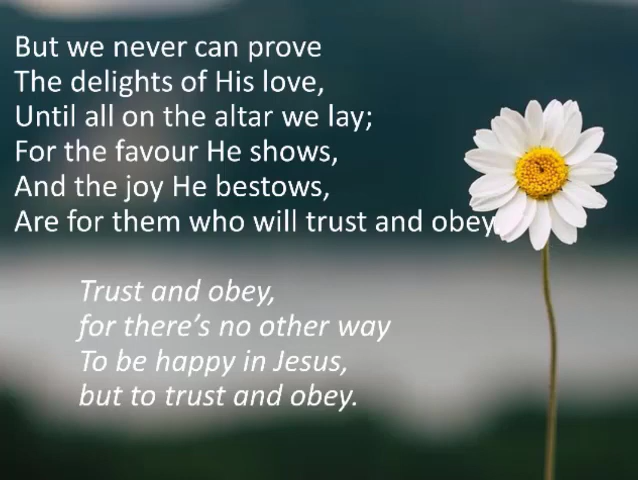 But we never can prove
The delights of His love,
Until all on the altar we lay;
For the favour He shows,
And the joy He bestows,
Are for them who will trust and obey
Trust and obey,
for there's no other way
To be happy in Jesus,
but to trust and obey.